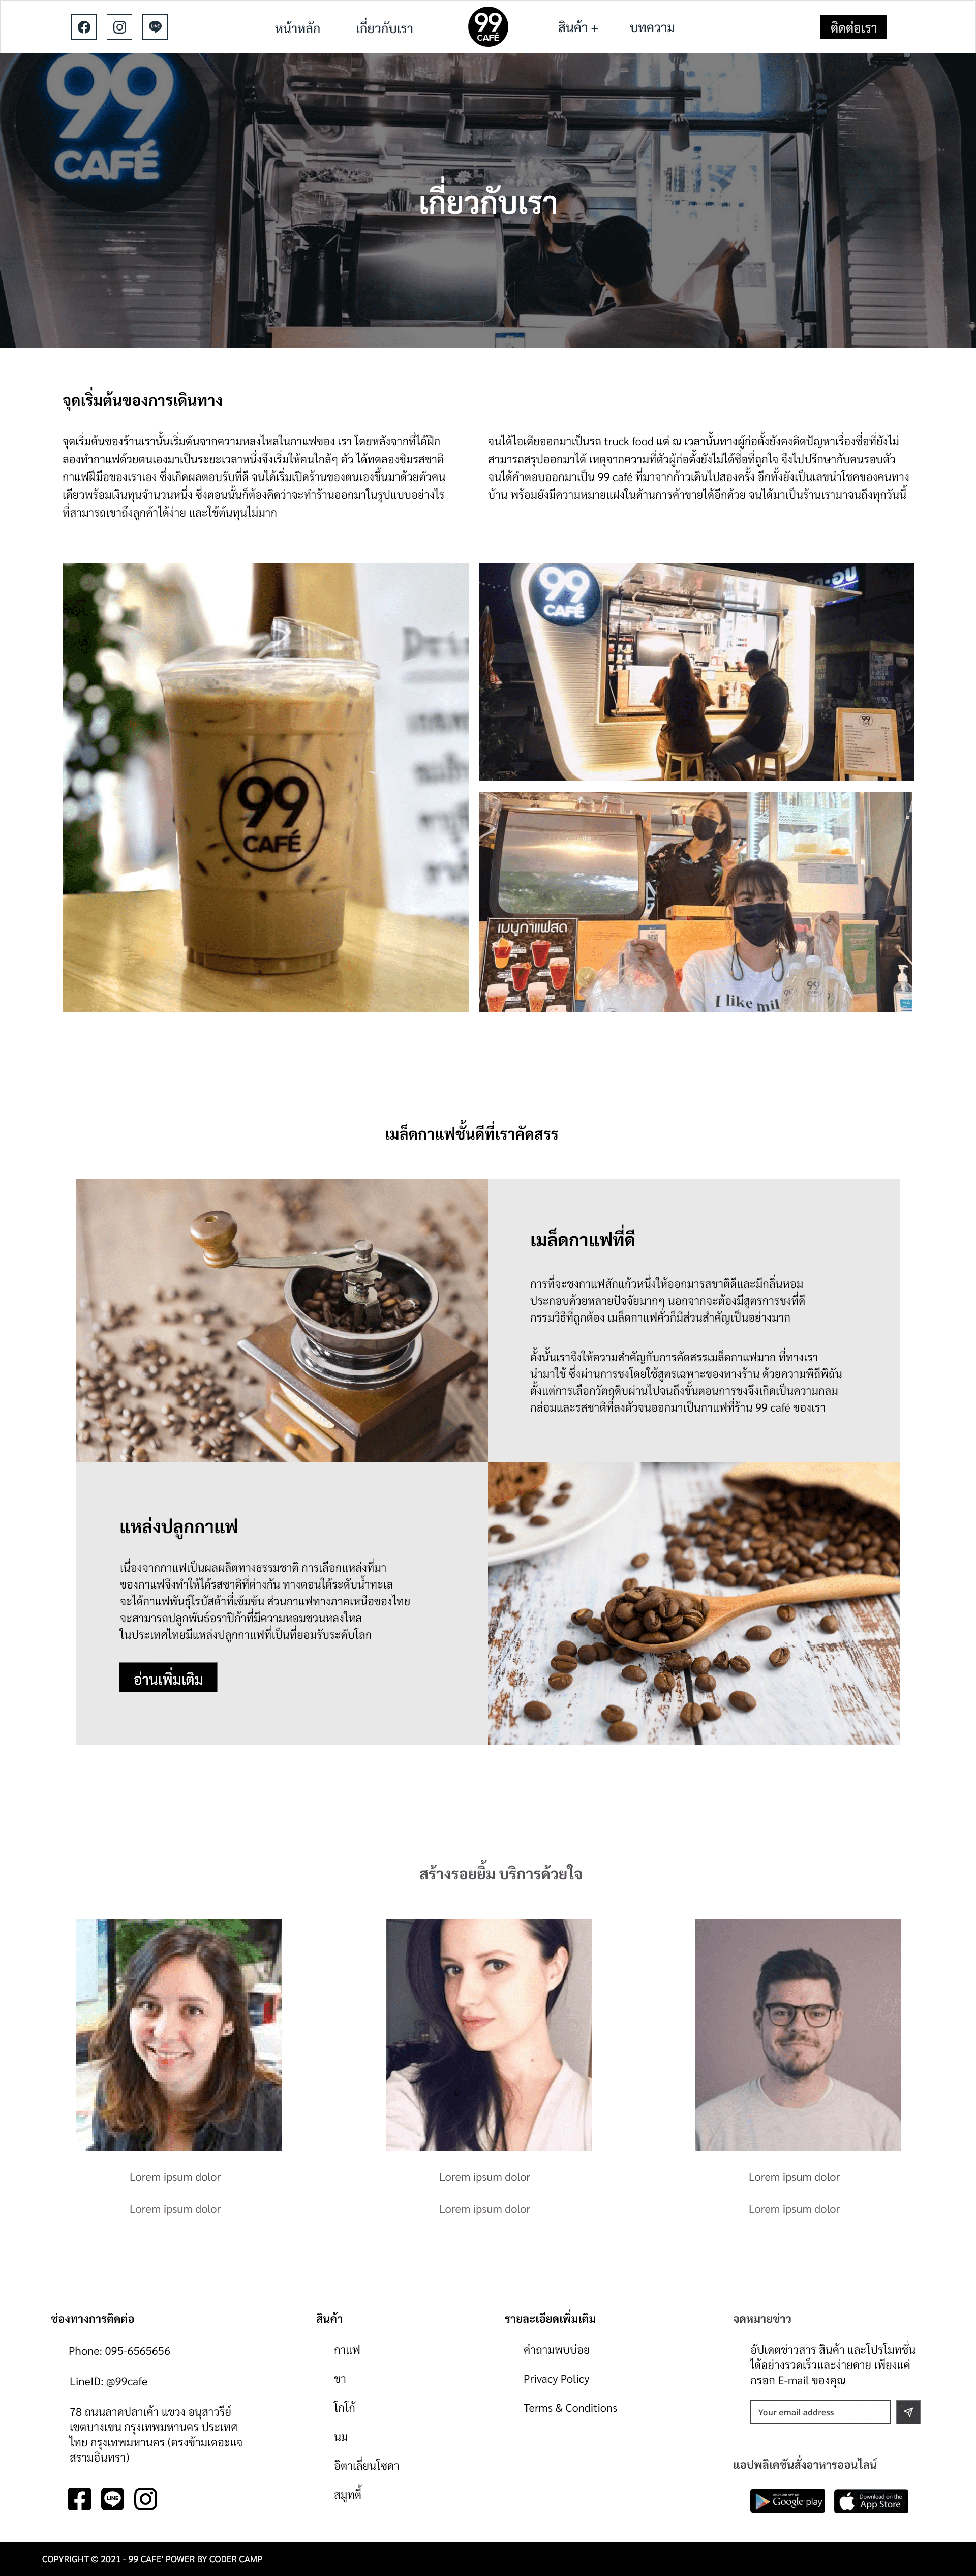 99
CAFÉ
หน้าหลัก
เกี่ยวกับเรา
สินค้า +
บทความ
ติดต่อเรา
99
CAFÉ
เกี่ยวกับเรา
จุดเริ่มต้นของการเดินทาง
จุดเริ่มต้นของร้านเรานั้นเริ่มต้นจากความหลงไหลในกาแฟของ เรา โดยหลังจากที่ได้ฝึก
ลองทำกาแฟด้วยตนเองมาเป็นระยะเวลาหนึ่งจึงเริ่มให้คนใกล้ๆ ตัว ได้ทดลองชิมรสชาติ
กาแฟฝีมือของเราเอง ซึ่งเกิดผลตอบรับที่ดี จนได้เริ่มเปิดร้านของตนเองขึ้นมาด้วยตัวคน
เดียวพร้อมเงินทุนจำนวนหนึ่ง ซึ่งตอนนั้นก็ต้องคิดว่าจะทำร้านออกมาในรูปแบบอย่างไร
ที่สามารถเขาถึงลูกค้าได้ง่าย และใช้ต้นทุนไม่มาก
จนได้ไอเดียออกมาเป็นรถ truck food แต่ ณ เวลานั้นทางผู้ก่อตั้งยังคงติดปัญหาเรื่องชื่อที่ยังไม่
สามารถสรุปออกมาได้ เหตุจากความที่ตัวผู้ก่อตั้งยังไม่ได้ชื่อที่ถูกใจ จึงไปปรึกษากับคนรอบตัว
จนได้คำตอบออกมาเป็น 99 café ที่มาจากก้าวเดินไปสองครั้ง อีกทั้งยังเป็นเลขนำโชคของคนทาง
บ้าน พร้อมยังมีความหมายแฝงในด้านการค้าขายได้อีกด้วย จนได้มาเป็นร้านเรามาจนถึงทุกวันนี้
99
CAFÉ
99
CAFÉ
เมนูกาแฟสด
I like mil
เมล็ดกาแฟชั้นดีที่เราคัดสรร
เมล็ดกาแฟที่ดี
การที่จะชงกาแฟสักแก้วหนึ่งให้ออกมารสชาติดีและมีกลิ่นหอม
ประกอบด้วยหลายปัจจัยมากๆ นอกจากจะต้องมีสูตรการชงที่ดี
กรรมวิธีที่ถูกต้อง เมล็ดกาแฟคั่วก็มีส่วนสำคัญเป็นอย่างมาก
ดั้งนั้นเราจึงให้ความสำคัญกับการคัดสรรเมล็ดกาแฟมาก ที่ทางเรา
นำมาใช้ ซึ่งผ่านการชงโดยใช้สูตรเฉพาะของทางร้าน ด้วยความพิถีพิถัน
ตั้งแต่การเลือกวัตถุดิบผ่านไปจนถึงขั้นตอนการชงจึงเกิดเป็นความกลม
กล่อมและรสชาติที่ลงตัวจนออกมาเป็นกาแฟที่ร้าน 99 café ของเรา
แหล่งปลูกกาแฟ
เนื่องจากกาแฟเป็นผลผลิตทางธรรมชาติ การเลือกแหล่งที่มา
ของกาแฟจึงทำให้ได้รสชาติที่ต่างกัน ทางตอนใต้ระดับน้ำทะเล
จะได้กาแฟพันธุ์โรบัสต้าที่เข้มข้น ส่วนกาแฟทางภาคเหนือของไทย
จะสามารถปลูกพันธ์อราปิก้าที่มีความหอมชวนหลงใหล
ในประเทศไทยมีแหล่งปลูกกาแฟที่เป็นที่ยอมรับระดับโลก
อ่านเพิ่มเติม
สร้างรอยยิ้ม บริการด้วยใจ
Lorem ipsum dolor
Lorem ipsum dolor
Lorem ipsum dolor
Lorem ipsum dolor
Lorem ipsum dolor
Lorem ipsum dolor
ช่องทางการติดต่อ
Phone: 095-6565656
LineID: @99cafe
78 ถนนลาดปลาเค้า แขวง อนุสาวรีย์
เขตบางเขน กรุงเทพมหานคร ประเทศ
ไทย กรุงเทพมหานคร (ตรงข้ามเดอะแจ
สรามอินทรา)
LINE
สินค้า
กาแฟ
ชา
โกโก้
นม
อิตาเลี่ยนโซดา
สมูทตี้
รายละเอียดเพิ่มเติม
คำถามพบบ่อย
Privacy Policy
Terms & Conditions
จดหมายข่าว
อัปเดตข่าวสาร สินค้า และโปรโมทชั่น
ได้อย่างรวดเร็วและง่ายดาย เพียงแค่
กรอก E-mail ของคุณ
Your email address
แอปพลิเคชันสั่งอาหารออนไลน์
Google play
Download on the
App Store
COPYRIGHT © 2021 - 99 CAFE' POWER BY CODER CAMP